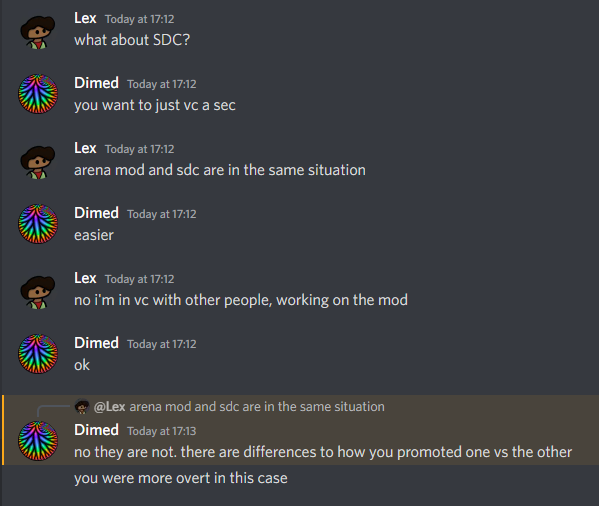 Lex Today at 17:12
what about SDC?
Dimed Today at 17:12
you want to just vc a sec
Lex Today at 17:12
arena mod and sdc are in the same situation
Dimed Today at 17:12
easier
Lex Today at 17:12
no i'm in vc with other people, working on the mod
Dimed Today at 17:12
ok
@Lex arena mod and sdc are in the same situation
Dimed Today at 17:13
no they are not. there are differences to how you promoted one vs the other
you were more overt in this case